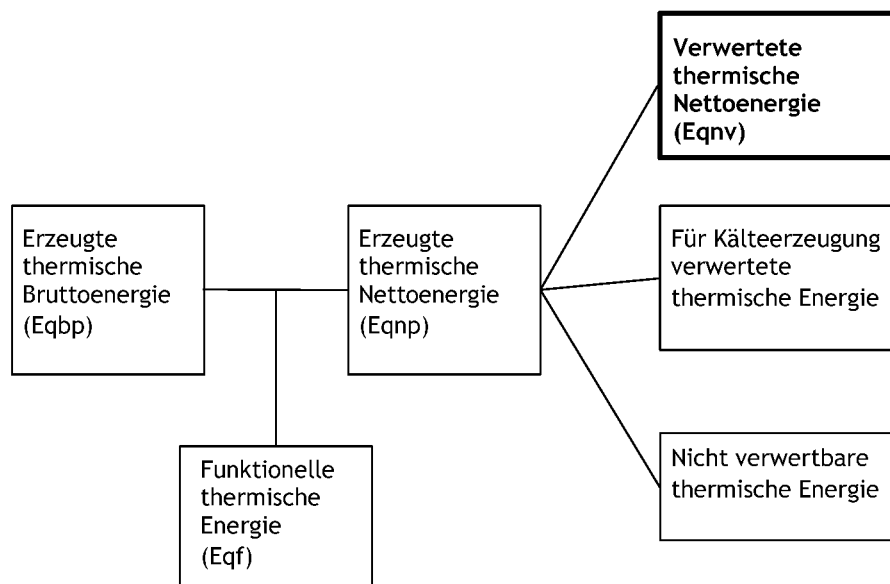 Verwertete
thermische
Nettoenergie
(Eqnv)
Erzeugte
thermische
Bruttoenergie
(Eqbp)
Erzeugte
thermische
Nettoenergie
(Eqnp)
Für Kälteerzeugung
verwertete
thermische Energie
Funktionelle
thermische
Energie
(Eqf)
Nicht verwertbare
thermische Energie